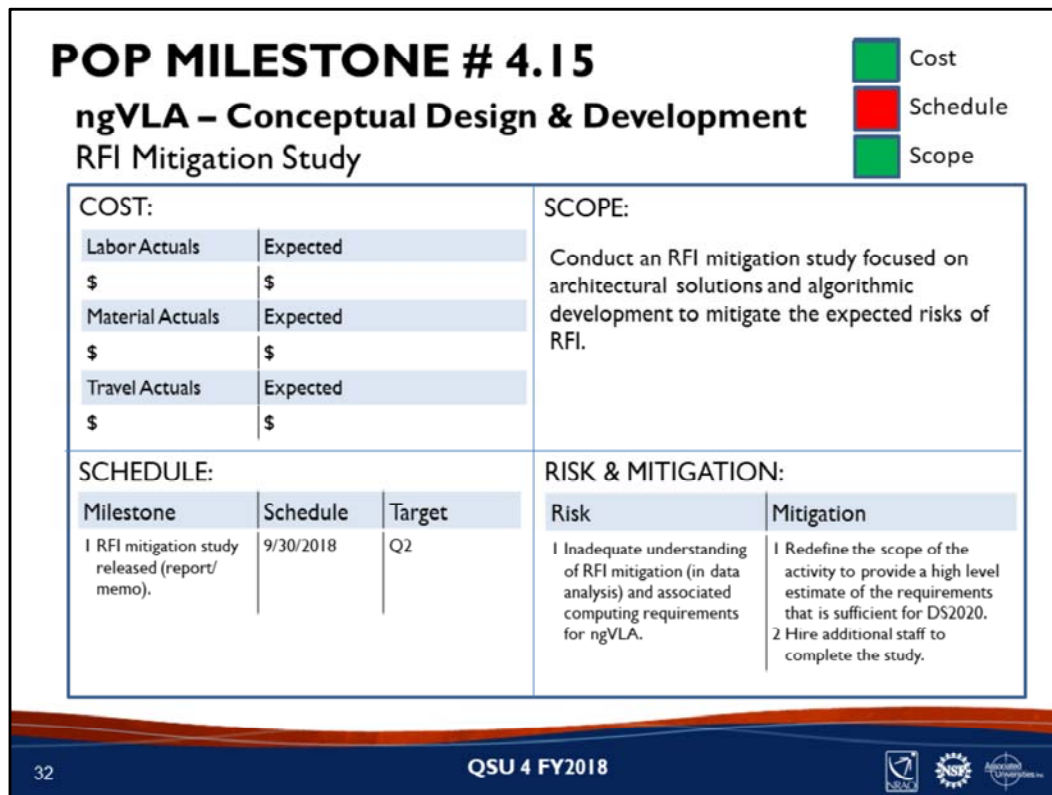 POP MILESTONE # 4.15
ngVLA – Conceptual Design & Development
RFI Mitigation Study
Cost
Schedule
Scope
COST:
Labor Actuals Expected
$ $
Material Actuals Expected
$ $
Travel Actuals Expected
$ $
SCOPE:
Conduct an RFI mitigation study focused on
architectural solutions and algorithmic
development to mitigate the expected risks of
RFI.
SCHEDULE:
Milestone Schedule Target
1 RFI mitigation study 9/30/2018 Q2
released (report/
memo).
RISK & MITIGATION:
Risk Mitigation
1 Inadequate understanding
of RFI mitigation (in data
analysis) and associated
computing requirements
for ngVLA.
1 Redefine the scope of the
activity to provide a high level
estimate of the requirements
that is sufficient for DS2020.
2 Hire additional staff to
complete the study.
32
QSU 4 FY2018
NRAO
NSF
Associated
Universities, Inc.